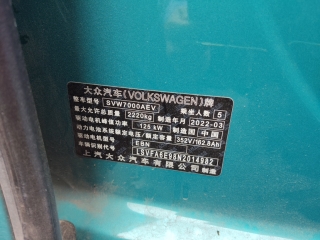 大众汽车(VOLKSWAGEN)牌
整车型号 SVW7000AEV 乘坐人数 5
最大允许总质量 2220kg 制造年月 2022-03
驱动电机峰值功率 125kW 制造国 中国
动力电池系统额定电压/额定容量 352V/162.8Ah
驱动电机型号 EBN
车辆识别代号 LSVFA6E98N2014982
上汽大众汽车有限公司 制造